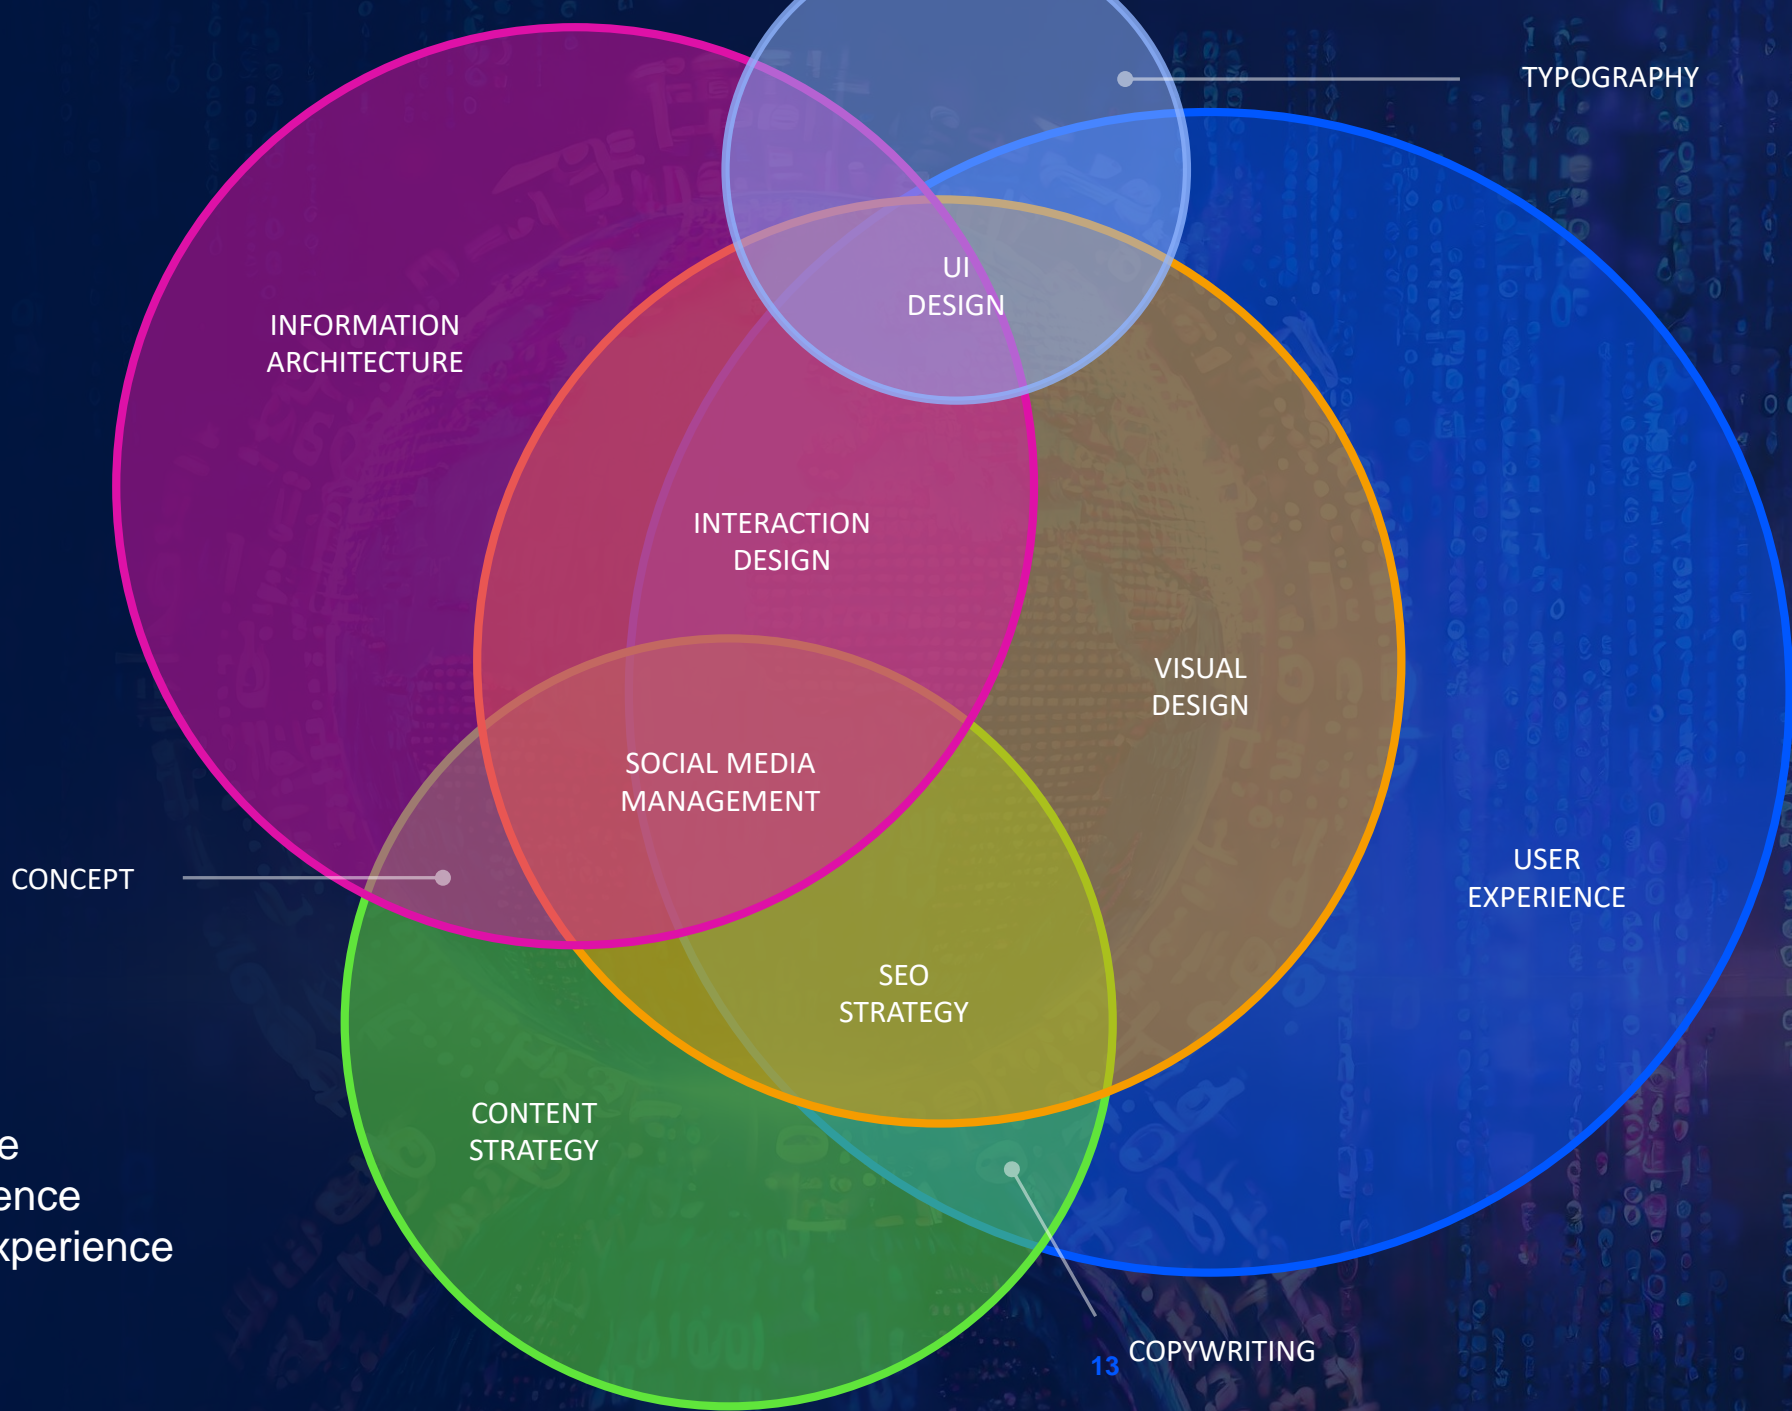 TYPOGRAPHY
UI
DESIGN
INFORMATION
ARCHITECTURE
INTERACTION
DESIGN
VISUAL
DESIGN
SOCIAL MEDIA
MANAGEMENT
USER
EXPERIENCE
CONCEPT
SEO
STRATEGY
CONTENT
STRATEGY
e
ence
xperience
COPYWRITING
13